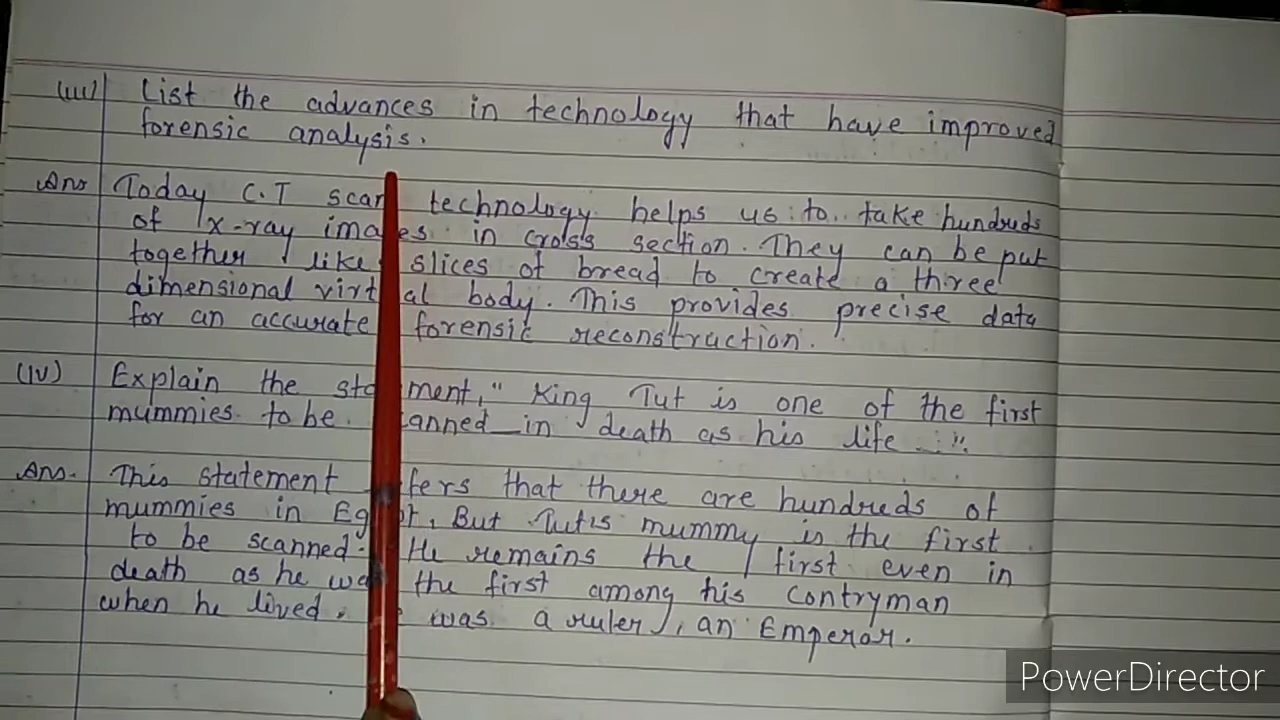 (iii) List the advances in technology that have improved
forensic analysis.
Ans Today C.T scan technology helps us to take hundreds
of x-ray images in cross section. They can be put
together like slices of bread to create a three
dimensional virtual body. This provides precise data
for an accurate forensic reconstruction.
(iv) Explain the statement, " King Tut is one of the first
mummies to be scanned in death as his life ..."
Ans. This statement that there are hundreds of
mummies in Egypt, But Tut's mummy is the first
to be scanned. He remains the first even in
death as he was the first among his contryman
when he lived. was a ruler, an Emperor.
PowerDirector